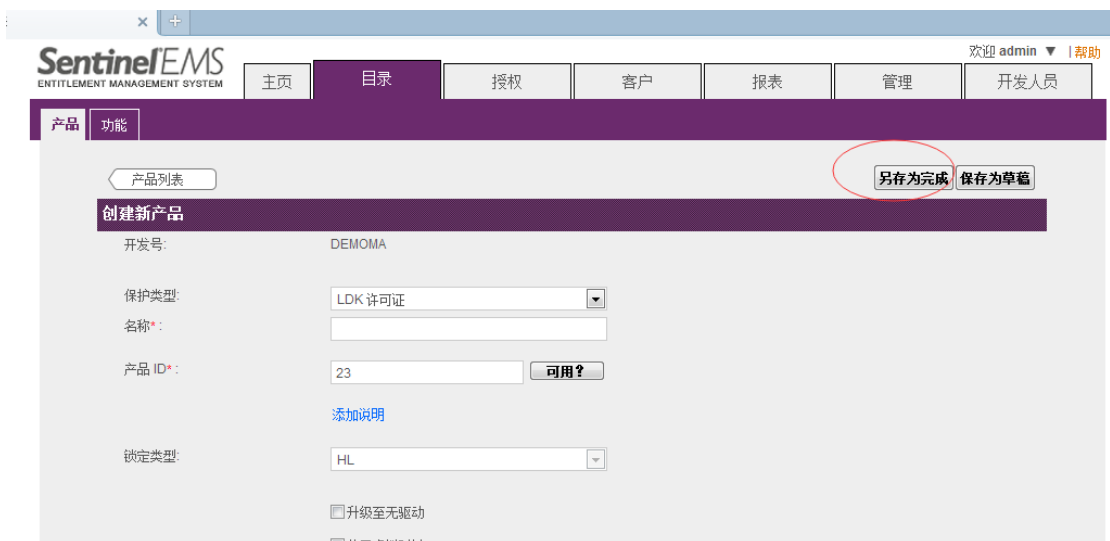 欢迎 admin ▼ | 帮助
Sentinel EMS
ENTITLEMENT MANAGEMENT SYSTEM
主页 目录 授权 客户 报表 管理 开发人员
产品 功能
产品列表 另存为完成 保存为草稿
创建新产品
开发号: DEMOMA
保护类型: LDK 许可证
名称*:
产品 ID*: 23 可用?
添加说明
锁定类型: HL
升级至无驱动